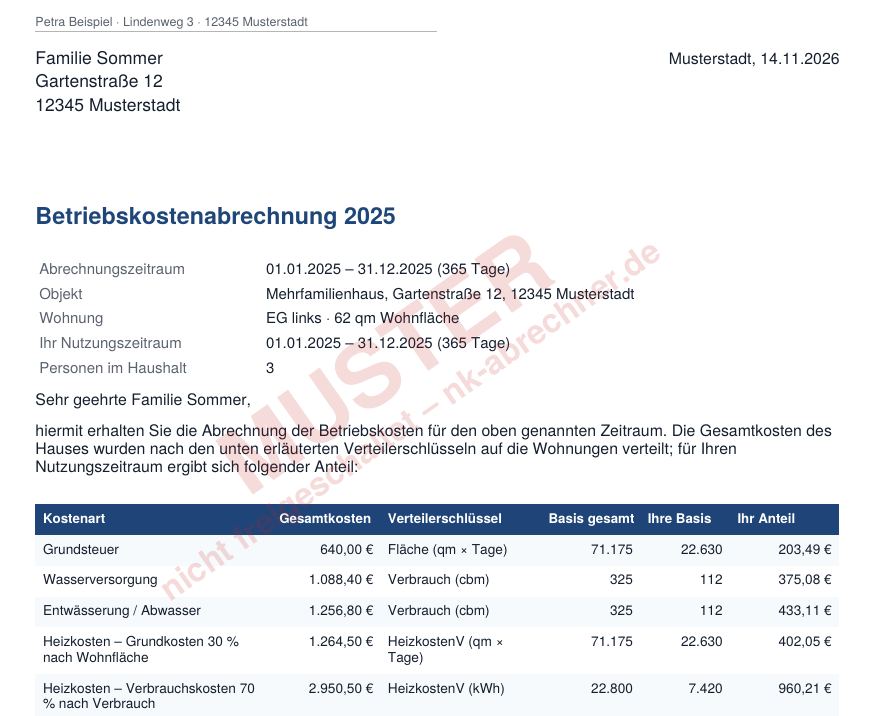 Petra Beispiel · Lindenweg 3 · 12345 Musterstadt
Familie Sommer
Gartenstraße 12
12345 Musterstadt
Musterstadt, 14.11.2026
Betriebskostenabrechnung 2025
Abrechnungszeitraum 01.01.2025 – 31.12.2025 (365 Tage)
Objekt Mehrfamilienhaus, Gartenstraße 12, 12345 Musterstadt
Wohnung EG links · 62 qm Wohnfläche
Ihr Nutzungszeitraum 01.01.2025 – 31.12.2025 (365 Tage)
Personen im Haushalt 3
Sehr geehrte Familie Sommer,
hiermit erhalten Sie die Abrechnung der Betriebskosten für den oben genannten Zeitraum. Die Gesamtkosten des
Hauses wurden nach den unten erläuterten Verteilerschlüsseln auf die Wohnungen verteilt; für Ihren
Nutzungszeitraum ergibt sich folgender Anteil:
MUSTER
nicht freigeschaltet – nk-abrechner.de
Kostenart Gesamtkosten Verteilerschlüssel Basis gesamt Ihre Basis Ihr Anteil
Grundsteuer 640,00 € Fläche (qm × Tage) 71.175 22.630 203,49 €
Wasserversorgung 1.088,40 € Verbrauch (cbm) 325 112 375,08 €
Entwässerung / Abwasser 1.256,80 € Verbrauch (cbm) 325 112 433,11 €
Heizkosten – Grundkosten 30 % 1.264,50 € HeizkostenV (qm × 71.175 22.630 402,05 €
nach Wohnfläche Tage)
Heizkosten – Verbrauchskosten 70 2.950,50 € HeizkostenV (kWh) 22.800 7.420 960,21 €
% nach Verbrauch